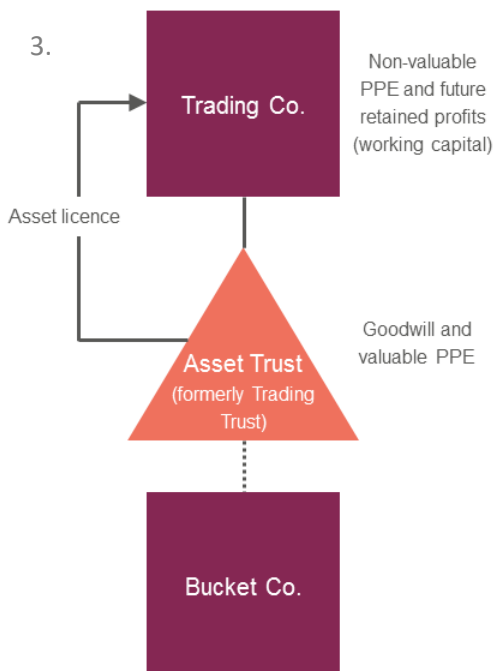 3.
Trading Co.
Non-valuable
PPE and future
retained profits
(working capital)
Asset licence
Asset Trust
(formerly Trading
Trust)
Goodwill and
valuable PPE
Bucket Co.